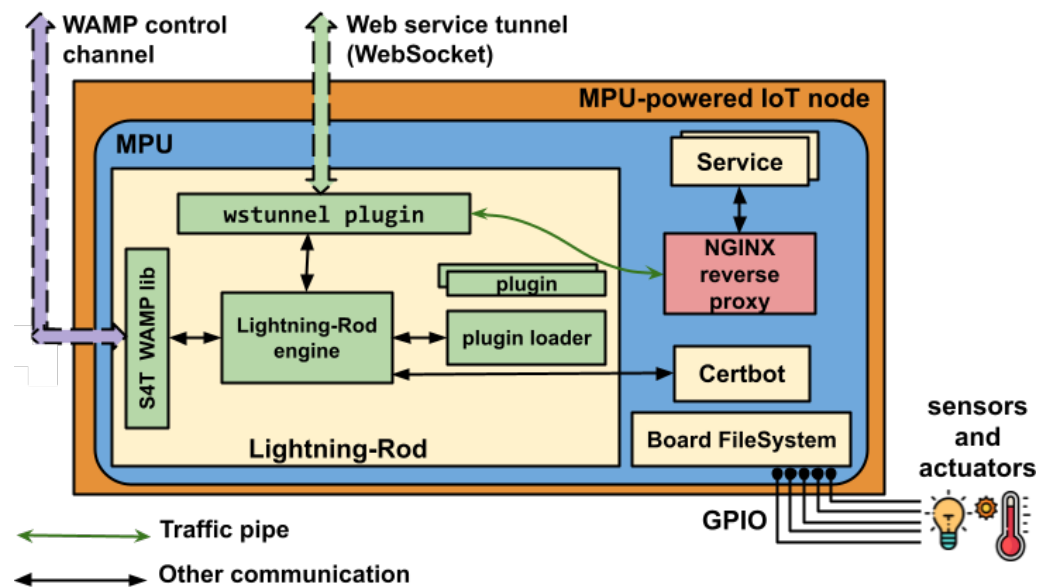 WAMP control
channel
Web service tunnel
(WebSocket)
MPU-powered IoT node
MPU
Service
wstunnel plugin
NGINX
reverse
proxy
plugin
S4T WAMP lib
Lightning-Rod
engine
plugin loader
Certbot
Board FileSystem
Lightning-Rod
sensors
and
actuators
GPIO
Traffic pipe
Other communication